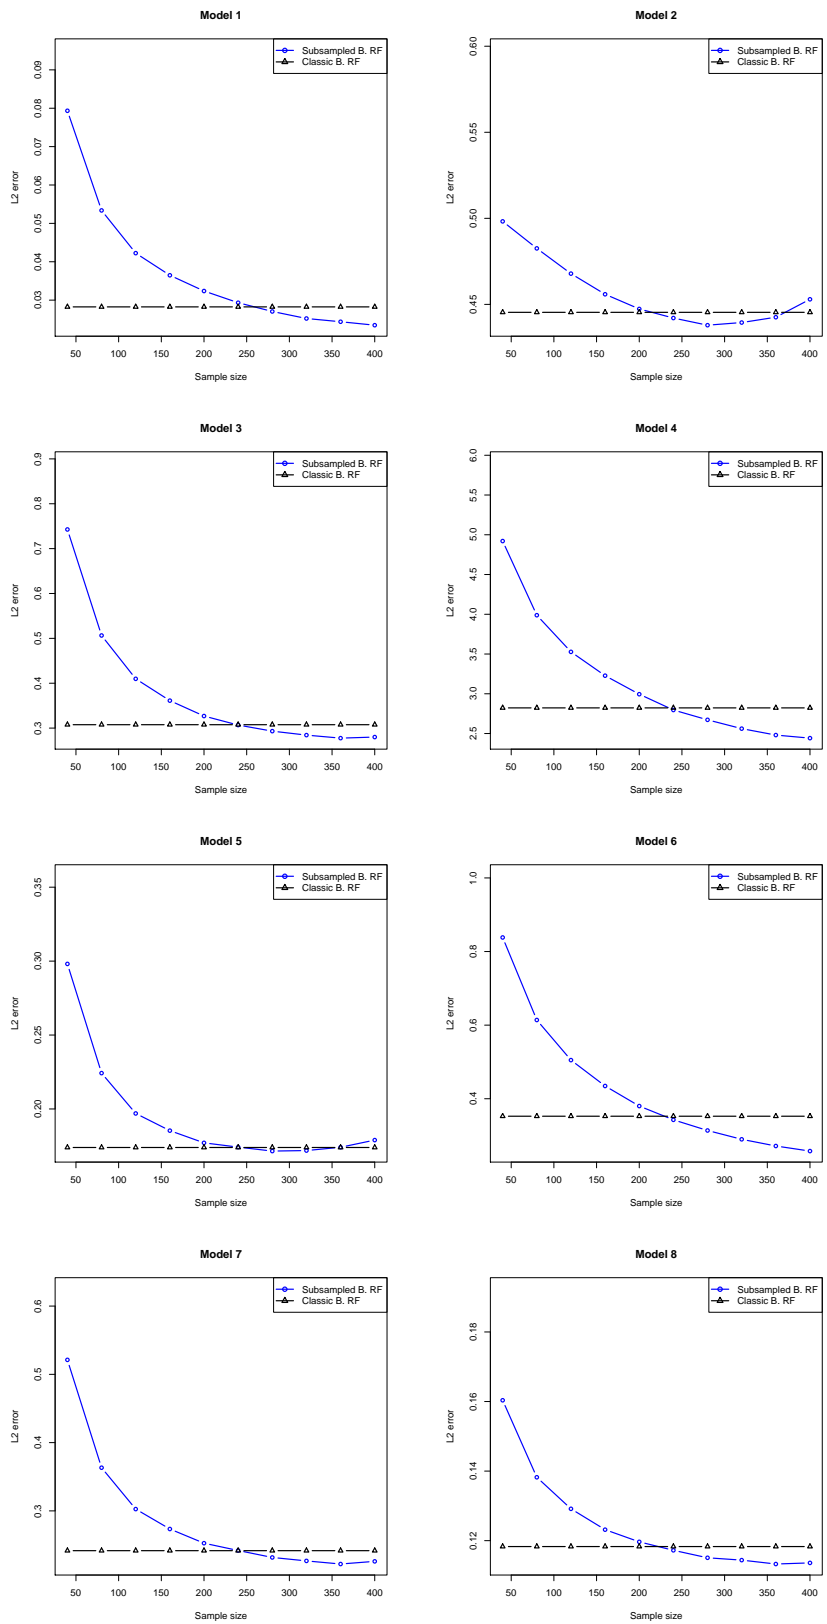 Model 1
Subsampled B. RF
Classic B. RF
L2 error
0.03 0.04 0.05 0.06 0.07 0.08 0.09
50 100 150 200 250 300 350 400
Sample size
Model 2
Subsampled B. RF
Classic B. RF
L2 error
0.45 0.50 0.55 0.60
50 100 150 200 250 300 350 400
Sample size
Model 3
Subsampled B. RF
Classic B. RF
L2 error
0.3 0.4 0.5 0.6 0.7 0.8 0.9
50 100 150 200 250 300 350 400
Sample size
Model 4
Subsampled B. RF
Classic B. RF
L2 error
2.5 3.0 3.5 4.0 4.5 5.0 5.5 6.0
50 100 150 200 250 300 350 400
Sample size
Model 5
Subsampled B. RF
Classic B. RF
L2 error
0.20 0.25 0.30 0.35
50 100 150 200 250 300 350 400
Sample size
Model 6
Subsampled B. RF
Classic B. RF
L2 error
0.4 0.6 0.8 1.0
50 100 150 200 250 300 350 400
Sample size
Model 7
Subsampled B. RF
Classic B. RF
L2 error
0.3 0.4 0.5 0.6
50 100 150 200 250 300 350 400
Sample size
Model 8
Subsampled B. RF
Classic B. RF
L2 error
0.12 0.14 0.16 0.18
50 100 150 200 250 300 350 400
Sample size